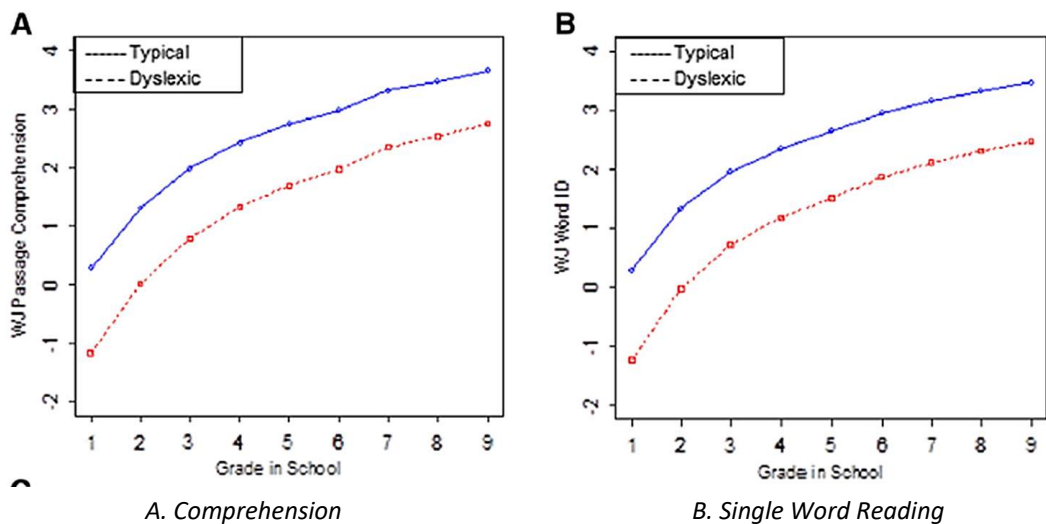 A
Typical
Dyslexic
WJ Passage Comprehension
4
3
2
1
0
-1
-2
1 2 3 4 5 6 7 8 9
Grade in School
B
Typical
Dyslexic
WJ Word ID
4
3
2
1
0
-1
-2
1 2 3 4 5 6 7 8 9
Grade in School
A. Comprehension
B. Single Word Reading